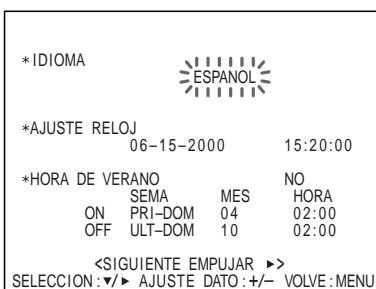 *IDIOMA
ESPANOL
*AJUSTE RELOJ
06-15-2000 15:20:00
*HORA DE VERANO NO
SEMA MES HORA
ON PRI-DOM 04 02:00
OFF ULT-DOM 10 02:00
<SIGUIENTE EMPUJAR ►>
SELECCION:▼/► AJUSTE DATO:+/− VOLVE:MENU